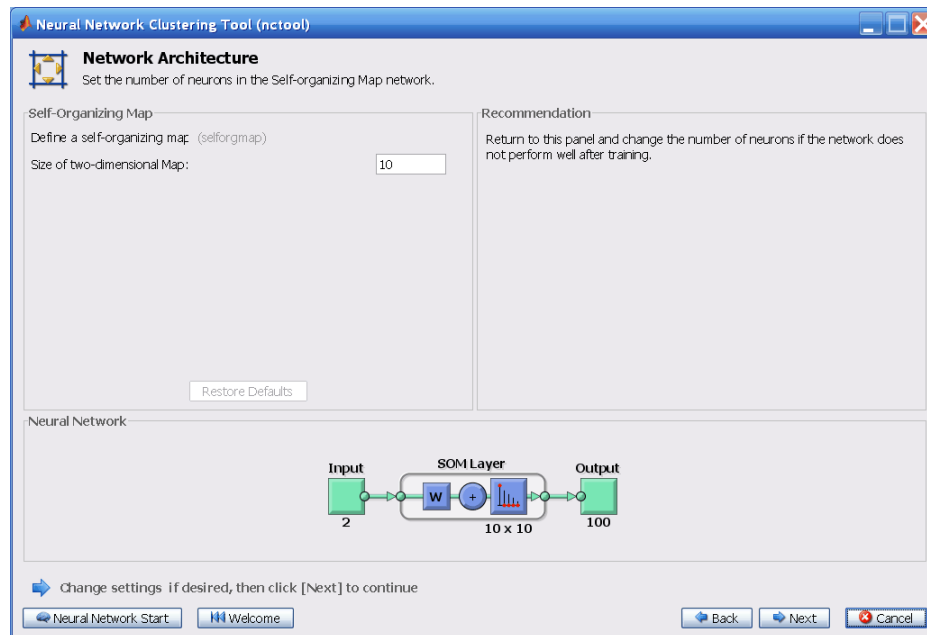 Neural Network Clustering Tool (nctool)
Network Architecture
Set the number of neurons in the Self-organizing Map network.
Self-Organizing Map
Define a self-organizing map (selforgmap)
Size of two-dimensional Map:
10
Restore Defaults
Recommendation
Return to this panel and change the number of neurons if the network does
not perform well after training.
Neural Network
Input
SOM Layer
Output
W
+
2
10 x 10
100
Change settings if desired, then click [Next] to continue
Neural Network Start
Welcome
Back
Next
Cancel